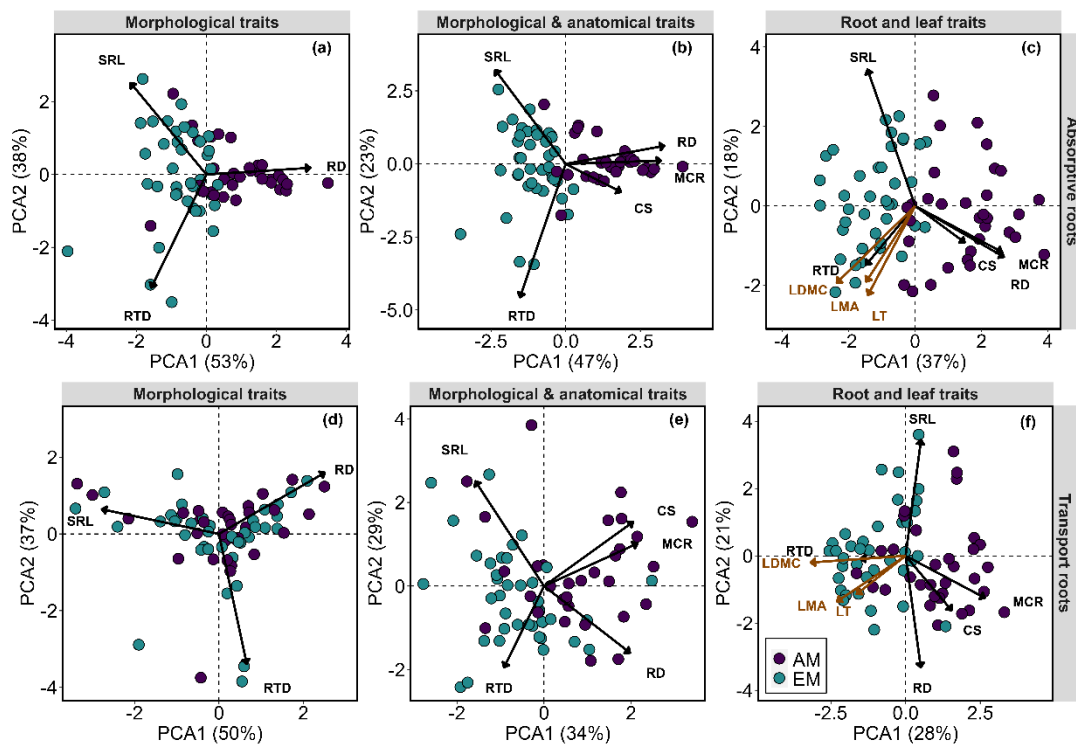 Morphological traits
Morphological & anatomical traits
Root and leaf traits
(a)
SRL
RD
RTD
2
0
-2
-4
PCA2 (38%)
-4
-2
0
2
4
PCA1 (53%)
(b)
SRL
RD
MCR
CS
RTD
2.5
0.0
-2.5
-5.0
PCA2 (23%)
-2.5
0.0
2.5
PCA1 (47%)
(c)
SRL
RTD
LDMC
LMA
LT
CS
MCR
RD
4
2
0
-2
PCA2 (18%)
-2
0
2
4
PCA1 (37%)
Absorptive roots
Morphological traits
Morphological & anatomical traits
Root and leaf traits
(d)
SRL
RD
RTD
2
0
-2
-4
PCA2 (37%)
-2
0
2
PCA1 (50%)
(e)
SRL
CS
MCR
RD
RTD
4
2
0
-2
PCA2 (29%)
-2
0
2
4
PCA1 (34%)
(f)
SRL
RTD
LDMC
LMA
LT
MCR
CS
RD
4
2
0
-2
-4
PCA2 (21%)
-2.5
0.0
2.5
PCA1 (28%)
AM
EM
Transport roots